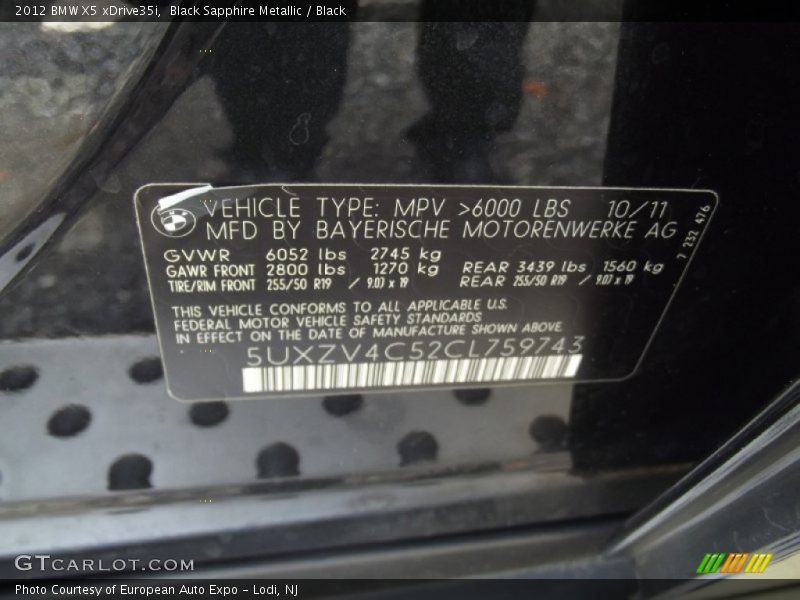 2012 BMW X5 xDrive35i, Black Sapphire Metallic / Black
VEHICLE TYPE: MPV >6000 LBS 10/11
MFD BY BAYERISCHE MOTORENWERKE AG
7 232 476
GVWR 6052 lbs 2745 kg
GAWR FRONT 2800 lbs 1270 kg REAR 3439 lbs 1560 kg
TIRE/RIM FRONT 255/50 R19 / 9.0J x 19 REAR 255/50 R19 / 9.0J x 19
THIS VEHICLE CONFORMS TO ALL APPLICABLE U.S.
FEDERAL MOTOR VEHICLE SAFETY STANDARDS
IN EFFECT ON THE DATE OF MANUFACTURE SHOWN ABOVE
5UXZV4C52CL759743
GTCARLOT.COM
Photo Courtesy of European Auto Expo - Lodi, NJ